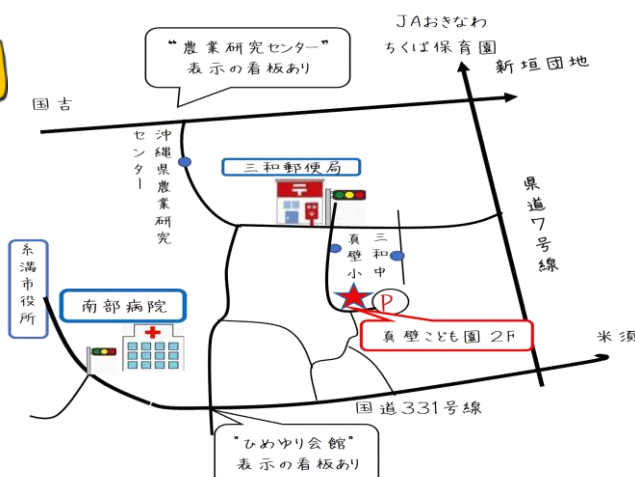 JAおきなわ
ちくば保育園
新垣団地
“農業研究センター”
表示の看板あり
国吉
沖縄県農業研究
センター
三和郵便局
県道7号線
真壁小
三和中
糸満市役所
南部病院
P
真壁こども園 2F
米須
国道331号線
"ひめゆり会館"
表示の看板あり